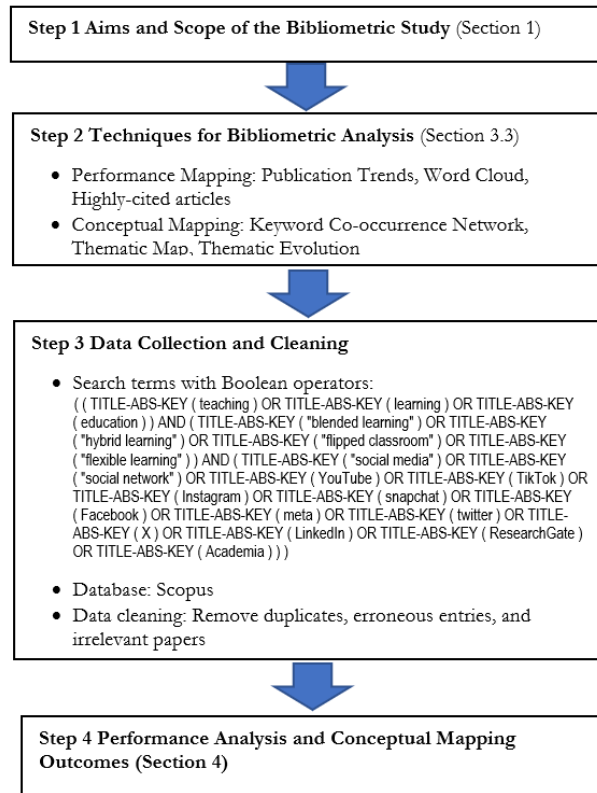 Step 1 Aims and Scope of the Bibliometric Study (Section 1)
Step 2 Techniques for Bibliometric Analysis (Section 3.3)
• Performance Mapping: Publication Trends, Word Cloud,
Highly-cited articles
• Conceptual Mapping: Keyword Co-occurrence Network,
Thematic Map, Thematic Evolution
Step 3 Data Collection and Cleaning
• Search terms with Boolean operators:
( ( TITLE-ABS-KEY ( teaching ) OR TITLE-ABS-KEY ( learning ) OR TITLE-ABS-KEY
( education ) ) AND ( TITLE-ABS-KEY ( "blended learning" ) OR TITLE-ABS-KEY
( "hybrid learning" ) OR TITLE-ABS-KEY ( "flipped classroom" ) OR TITLE-ABS-KEY
( "flexible learning" ) ) AND ( TITLE-ABS-KEY ( "social media" ) OR TITLE-ABS-KEY
( "social network" ) OR TITLE-ABS-KEY ( YouTube ) OR TITLE-ABS-KEY ( TikTok ) OR
TITLE-ABS-KEY ( Instagram ) OR TITLE-ABS-KEY ( snapchat ) OR TITLE-ABS-KEY
( Facebook ) OR TITLE-ABS-KEY ( meta ) OR TITLE-ABS-KEY ( twitter ) OR TITLE-
ABS-KEY ( X ) OR TITLE-ABS-KEY ( LinkedIn ) OR TITLE-ABS-KEY ( ResearchGate )
OR TITLE-ABS-KEY ( Academia ) ) )
• Database: Scopus
• Data cleaning: Remove duplicates, erroneous entries, and
irrelevant papers
Step 4 Performance Analysis and Conceptual Mapping
Outcomes (Section 4)